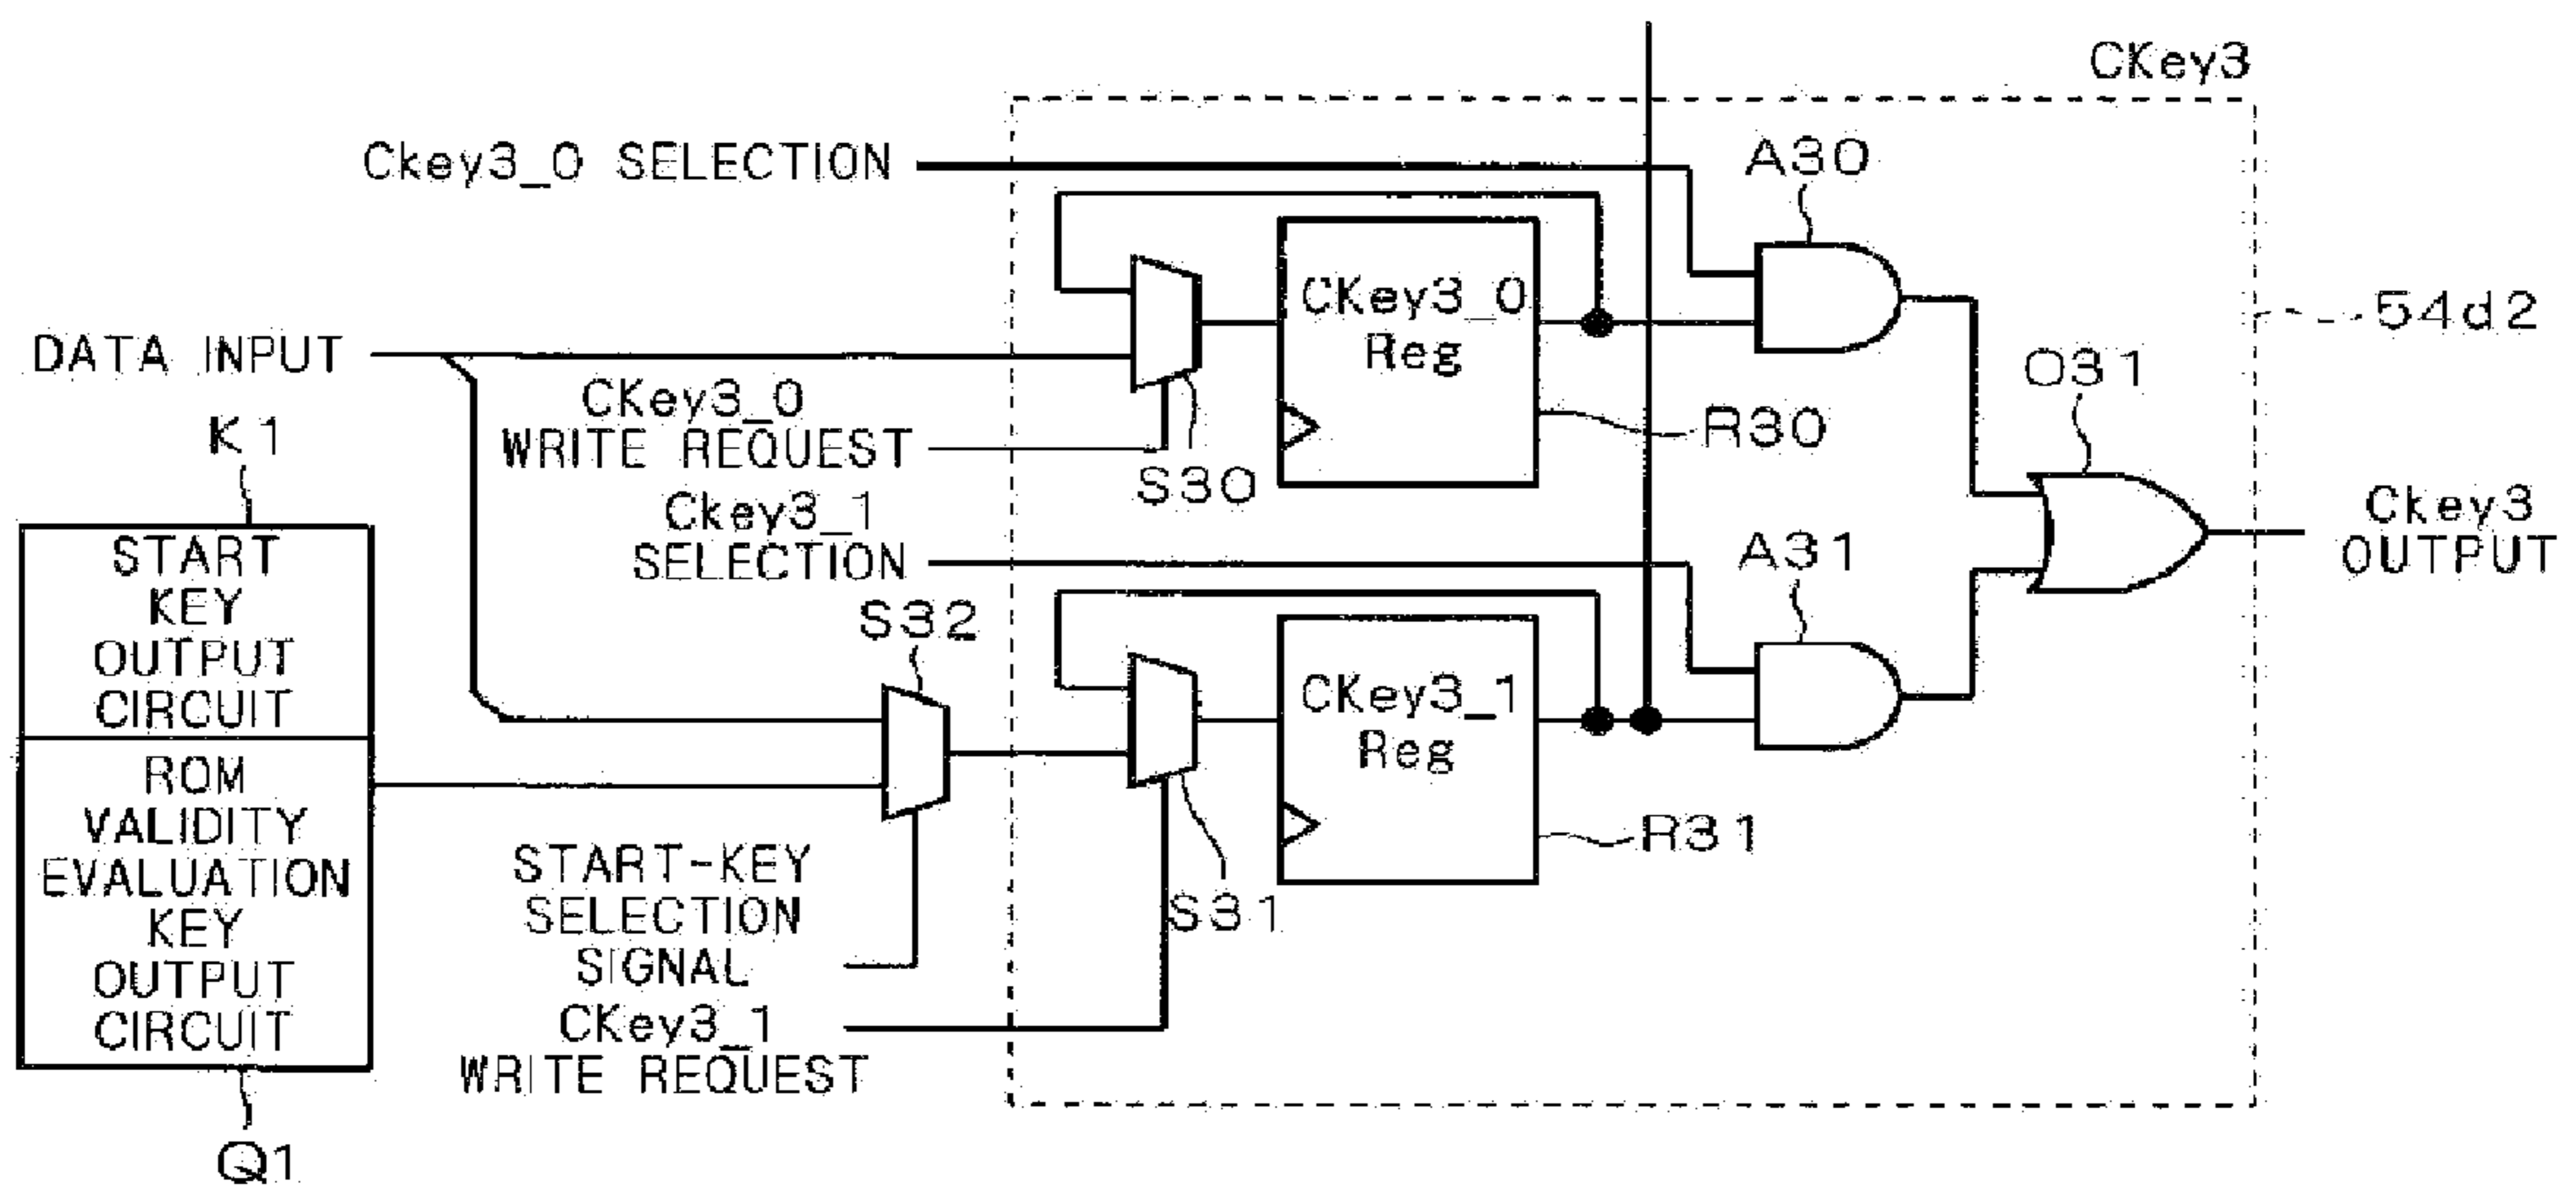 CKey3
Ckey3_0 SELECTION
A30
CKey3_0
Reg
54d2
DATA INPUT
O31
CKey3_0
WRITE REQUEST
K1
R30
S30
Ckey3_1
SELECTION
Ckey3
OUTPUT
START
KEY
OUTPUT
CIRCUIT
A31
S32
CKey3_1
Reg
ROM
VALIDITY
EVALUATION
KEY
OUTPUT
CIRCUIT
R31
START-KEY
SELECTION
SIGNAL
S31
CKey3_1
WRITE REQUEST
Q1